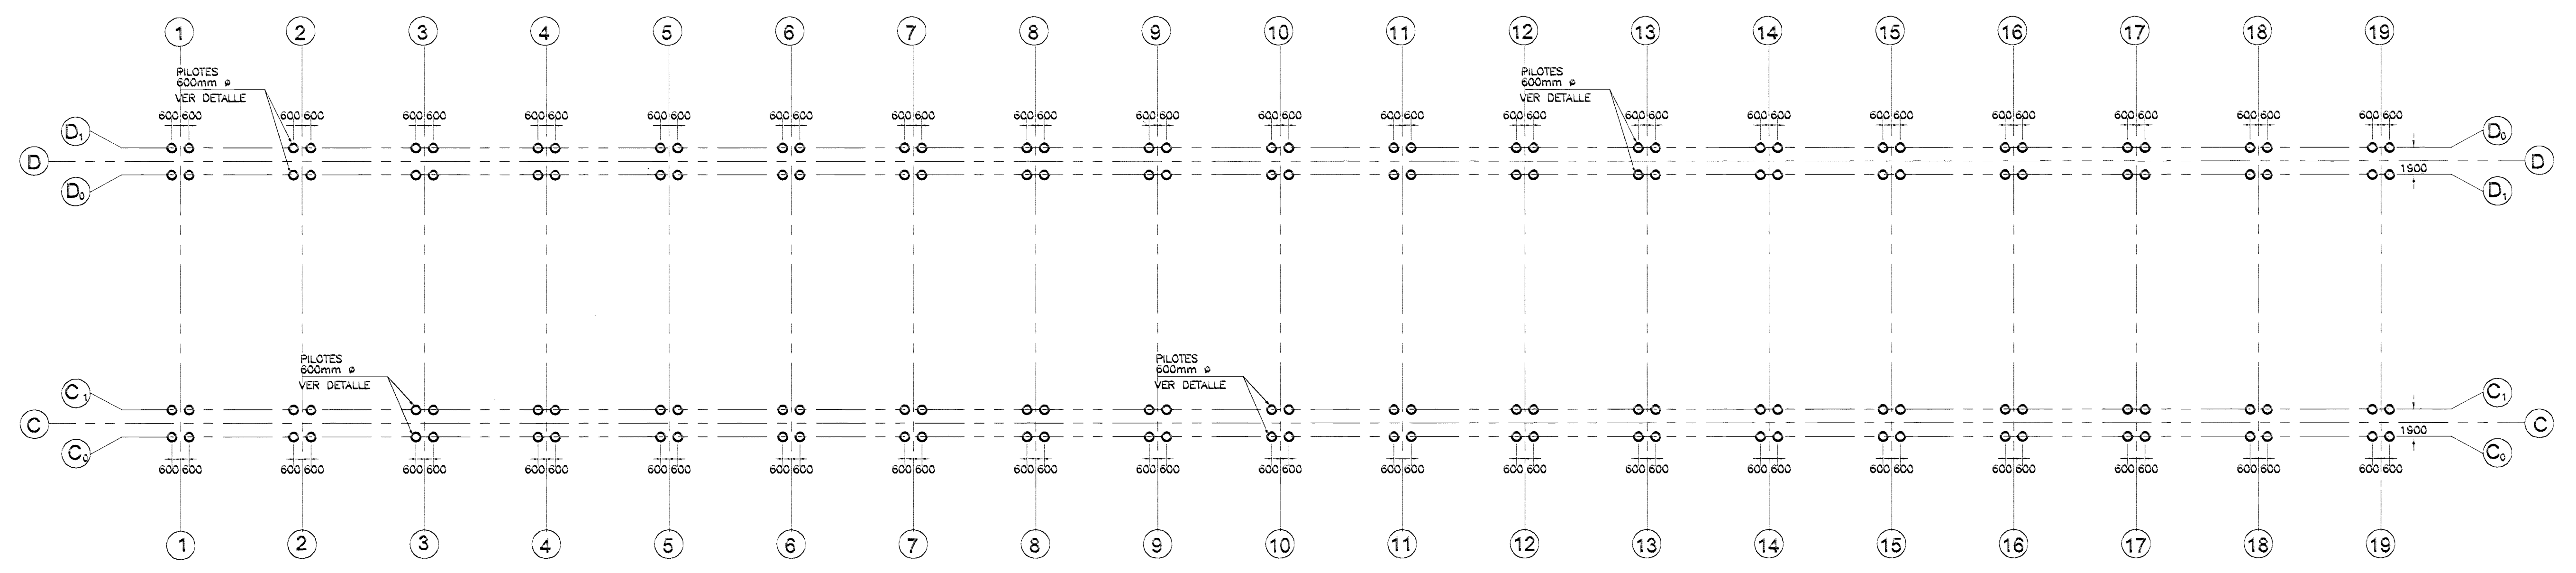 1 2 3 4 5 6 7 8 9 10 11 12 13 14 15 16 17 18 19
PILOTES
600mm ø
VER DETALLE
PILOTES
600mm ø
VER DETALLE
600 600 600 600 600 600 600 600 600 600 600 600 600 600 600 600 600 600 600 600 600 600 600 600 600 600 600 600 600 600 600 600 600 600 600 600 600 600
D₁ D₀
D D
1900
D₀ D₁
PILOTES
600mm ø
VER DETALLE
PILOTES
600mm ø
VER DETALLE
C₁ C₁
C C
1900
C₀ C₀
600 600 600 600 600 600 600 600 600 600 600 600 600 600 600 600 600 600 600 600 600 600 600 600 600 600 600 600 600 600 600 600 600 600 600 600 600 600
1 2 3 4 5 6 7 8 9 10 11 12 13 14 15 16 17 18 19